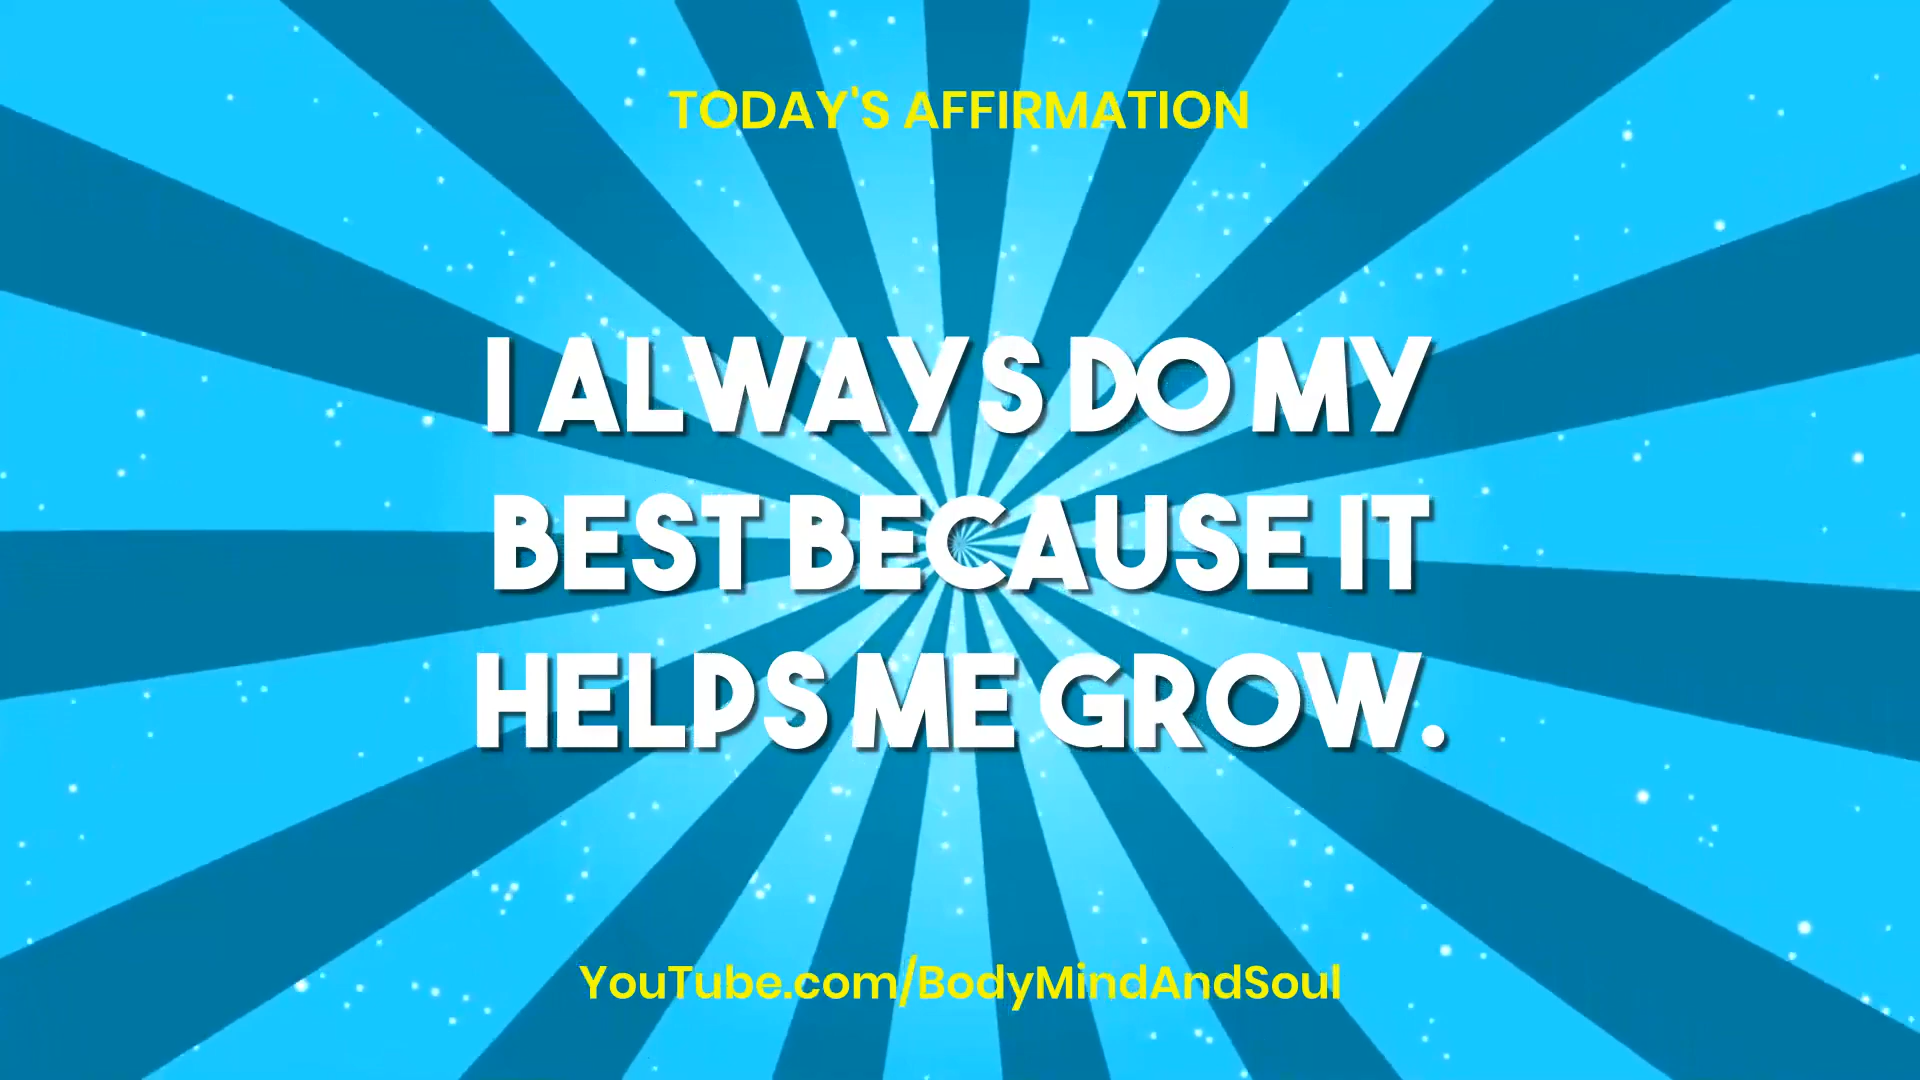 TODAY'S AFFIRMATION
I ALWAYS DO MY
BEST BECAUSE IT
HELPS ME GROW.
YouTube.com/BodyMindAndSoul